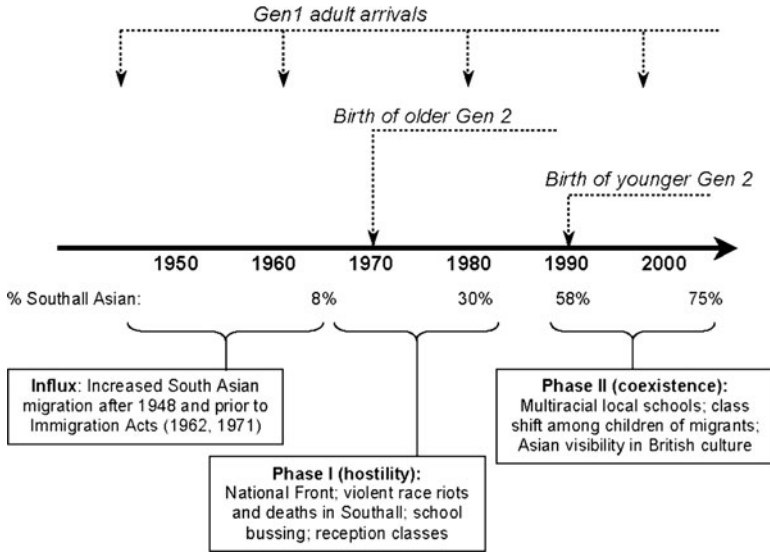 Gen1 adult arrivals
Birth of older Gen 2
Birth of younger Gen 2
1950 1960 1970 1980 1990 2000
% Southall Asian: 8% 30% 58% 75%
Influx: Increased South Asian
migration after 1948 and prior to
Immigration Acts (1962, 1971)
Phase I (hostility):
National Front; violent race riots
and deaths in Southall; school
bussing; reception classes
Phase II (coexistence):
Multiracial local schools; class
shift among children of migrants;
Asian visibility in British culture